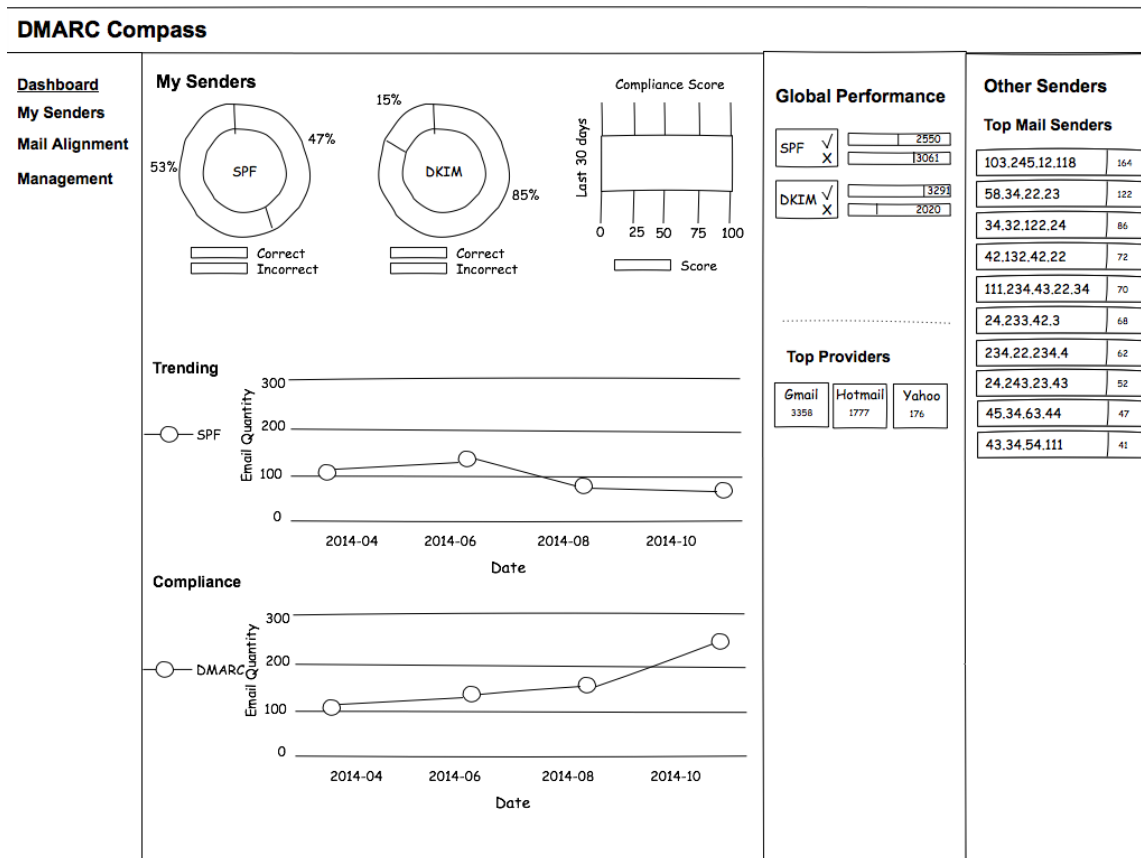 DMARC Compass
Dashboard
My Senders
Mail Alignment
Management
My Senders
53%
SPF
47%
Correct
Incorrect
15%
DKIM
85%
Correct
Incorrect
Compliance Score
Last 30 days
0 25 50 75 100
Score
Trending
SPF
Email Quantity
300
200
100
0
2014-04 2014-06 2014-08 2014-10
Date
Compliance
DMARC
Email Quantity
300
200
100
0
2014-04 2014-06 2014-08 2014-10
Date
Global Performance
SPF √ 2550
X 3061
DKIM √ 3291
X 2020
Top Providers
Gmail Hotmail Yahoo
3358 1777 176
Other Senders
Top Mail Senders
103.245.12.118 164
58.34.22.23 122
34.32.122.24 86
42.132.42.22 72
111.234.43.22.34 70
24.233.42.3 68
234.22.234.4 62
24.243.23.43 52
45.34.63.44 47
43.34.54.111 41